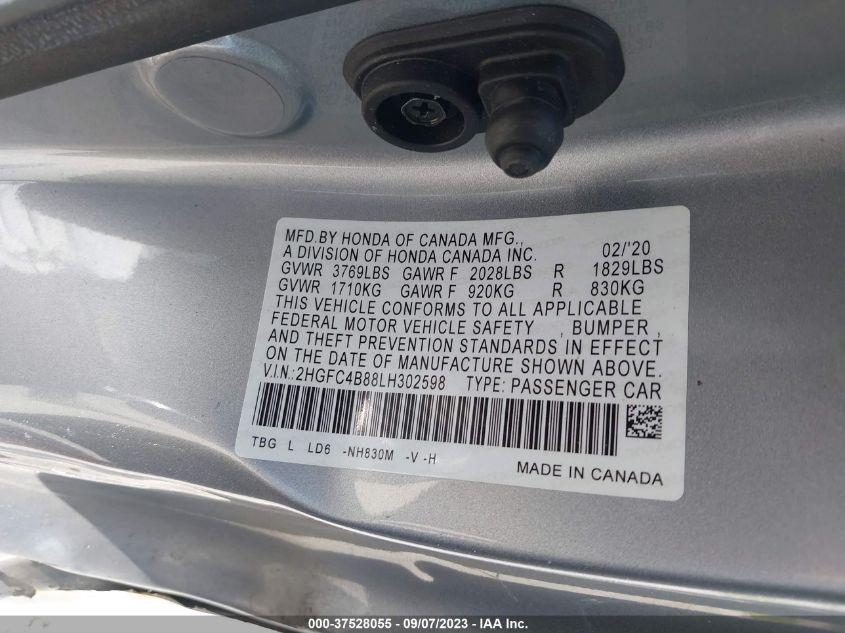 MFD.BY HONDA OF CANADA MFG.,
A DIVISION OF HONDA CANADA INC. 02/'20
GVWR 3769LBS GAWR F 2028LBS R 1829LBS
GVWR 1710KG GAWR F 920KG R 830KG
THIS VEHICLE CONFORMS TO ALL APPLICABLE
FEDERAL MOTOR VEHICLE SAFETY , BUMPER ,
AND THEFT PREVENTION STANDARDS IN EFFECT
ON THE DATE OF MANUFACTURE SHOWN ABOVE.
V.I.N.:2HGFC4B88LH302598 TYPE: PASSENGER CAR
TBG L LD6 -NH830M -V -H
MADE IN CANADA
000-37528055 - 09/07/2023 - IAA Inc.